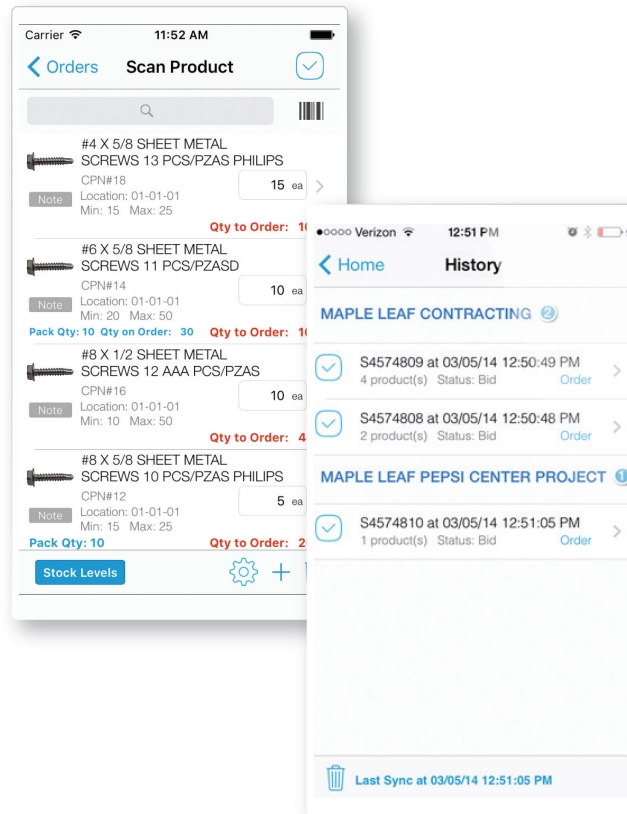 Carrier 11:52 AM
Orders Scan Product
#4 X 5/8 SHEET METAL
SCREWS 13 PCS/PZAS PHILIPS
CPN#18
Note Location: 01-01-01 15 ea
Min: 15 Max: 25
Qty to Order:
#6 X 5/8 SHEET METAL
SCREWS 11 PCS/PZASD
CPN#14
Note Location: 01-01-01 10 ea
Min: 20 Max: 50
Pack Qty: 10 Qty on Order: 30 Qty to Order:
#8 X 1/2 SHEET METAL
SCREWS 12 AAA PCS/PZAS
CPN#16
Note Location: 01-01-01 10 ea
Min: 10 Max: 50
Qty to Order:
#8 X 5/8 SHEET METAL
SCREWS 10 PCS/PZAS PHILIPS
CPN#12
Note Location: 01-01-01 5 ea
Min: 15 Max: 25
Pack Qty: 10 Qty to Order:
Stock Levels
Verizon 12:51 PM
Home History
MAPLE LEAF CONTRACTING 2
S4574809 at 03/05/14 12:50:49 PM
4 product(s) Status: Bid Order
S4574808 at 03/05/14 12:50:48 PM
2 product(s) Status: Bid Order
MAPLE LEAF PEPSI CENTER PROJECT 1
S4574810 at 03/05/14 12:51:05 PM
1 product(s) Status: Bid Order
Last Sync at 03/05/14 12:51:05 PM